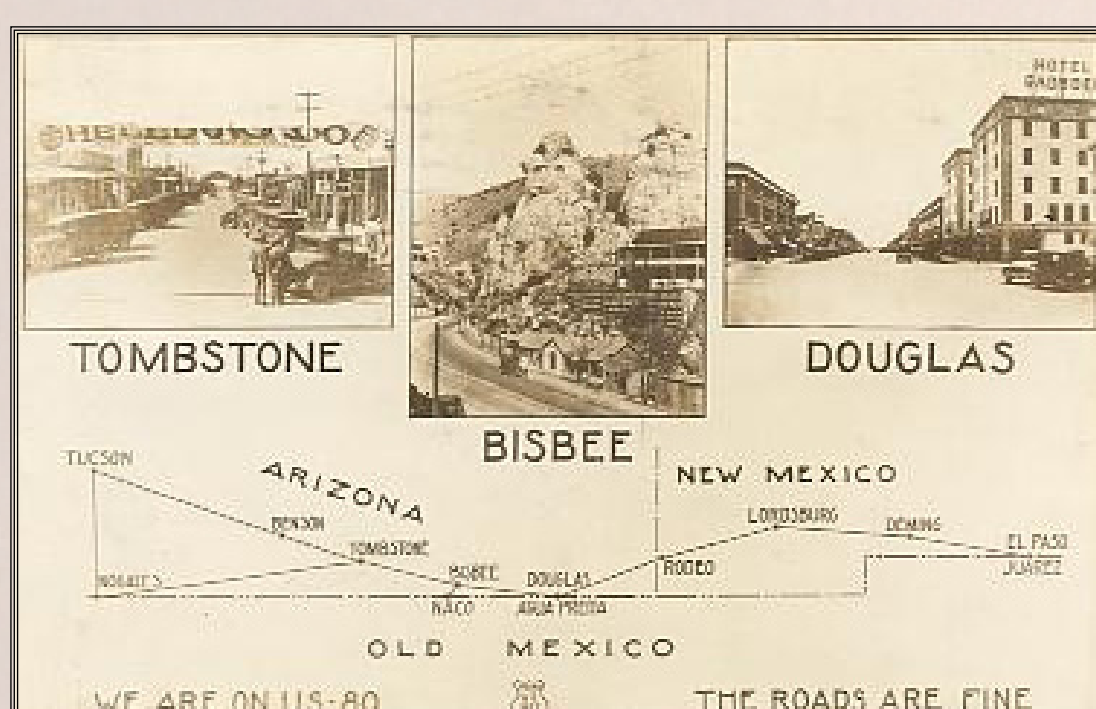 HOTEL
GADSDEN
TOMBSTONE
DOUGLAS
BISBEE
TUCSON
ARIZONA
NEW MEXICO
BENSON
LORDSBURG
DEMING
TOMBSTONE
EL PASO
NOGALES
BISBEE
DOUGLAS
RODEO
JUAREZ
NACO
AGUA PRIETA
OLD MEXICO
WE ARE ON US-80
THE ROADS ARE FINE